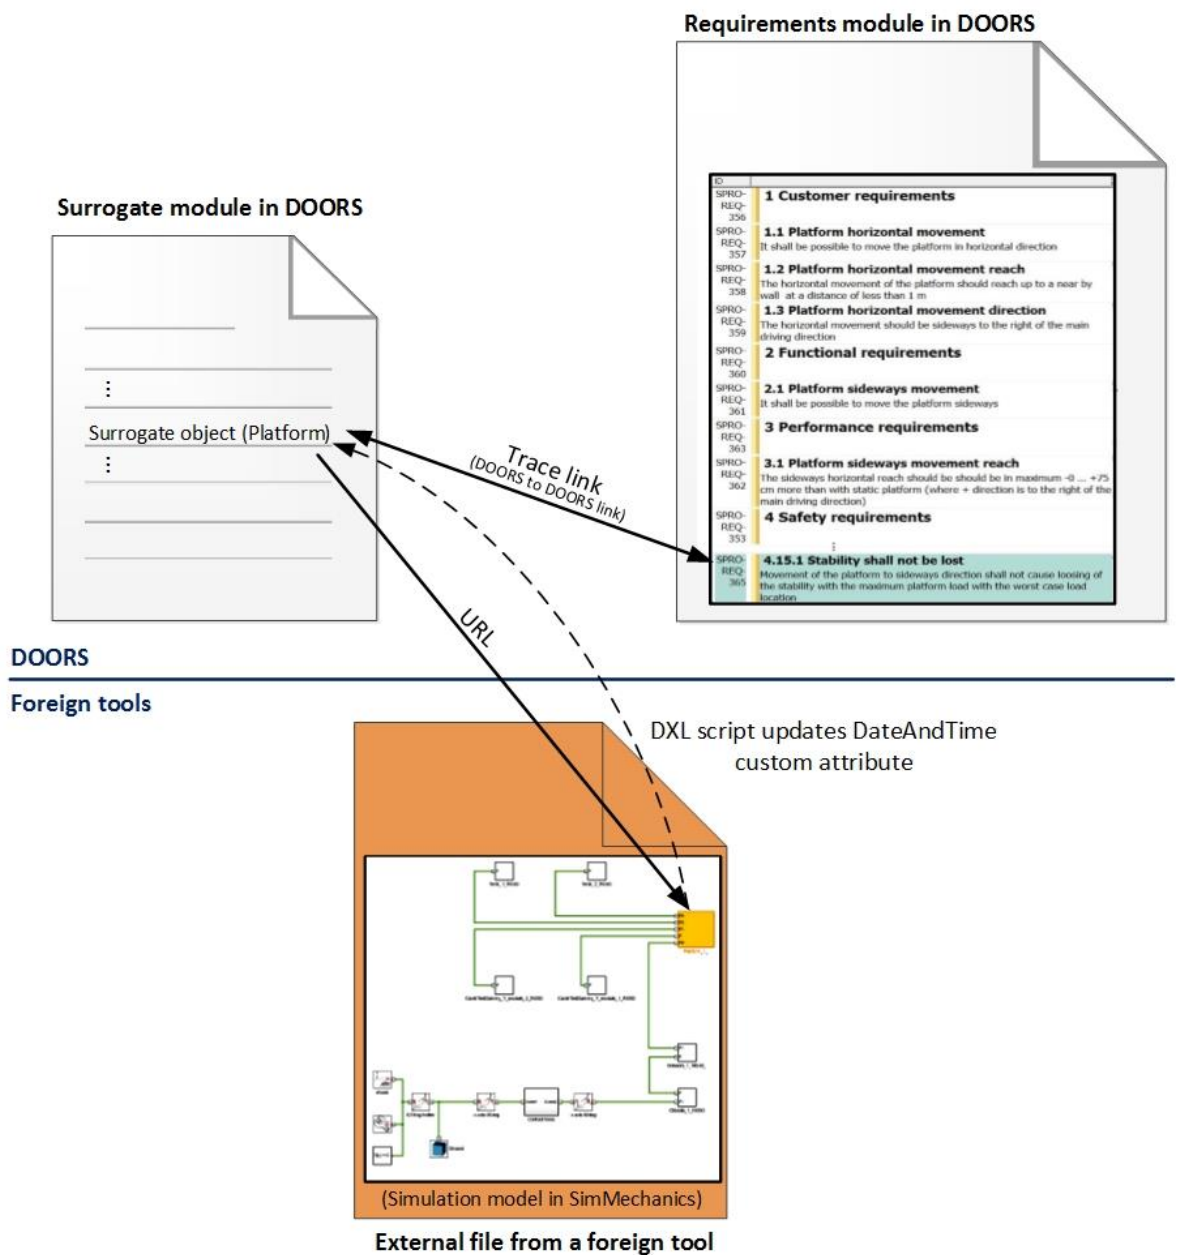 Requirements module in DOORS
ID
SPRO-
REQ-
356
1 Customer requirements
SPRO-
REQ-
357
1.1 Platform horizontal movement
It shall be possible to move the platform in horizontal direction
SPRO-
REQ-
358
1.2 Platform horizontal movement reach
The horizontal movement of the platform should reach up to a near by
wall at a distance of less than 1 m
SPRO-
REQ-
359
1.3 Platform horizontal movement direction
The horizontal movement should be sideways to the right of the main
driving direction
SPRO-
REQ-
360
2 Functional requirements
SPRO-
REQ-
361
2.1 Platform sideways movement
It shall be possible to move the platform sideways
SPRO-
REQ-
363
3 Performance requirements
SPRO-
REQ-
362
3.1 Platform sideways movement reach
The sideways horizontal reach should be should be in maximum -0 ... +75
cm more than with static platform (where + direction is to the right of the
main driving direction)
SPRO-
REQ-
353
4 Safety requirements
⋮
SPRO-
REQ-
365
4.15.1 Stability shall not be lost
Movement of the platform to sideways direction shall not cause loosing of
the stability with the maximum platform load with the worst case load
location
Surrogate module in DOORS
⋮
Surrogate object (Platform)
⋮
Trace link
(DOORS to DOORS link)
URL
DOORS
Foreign tools
DXL script updates DateAndTime
custom attribute
(Simulation model in SimMechanics)
External file from a foreign tool